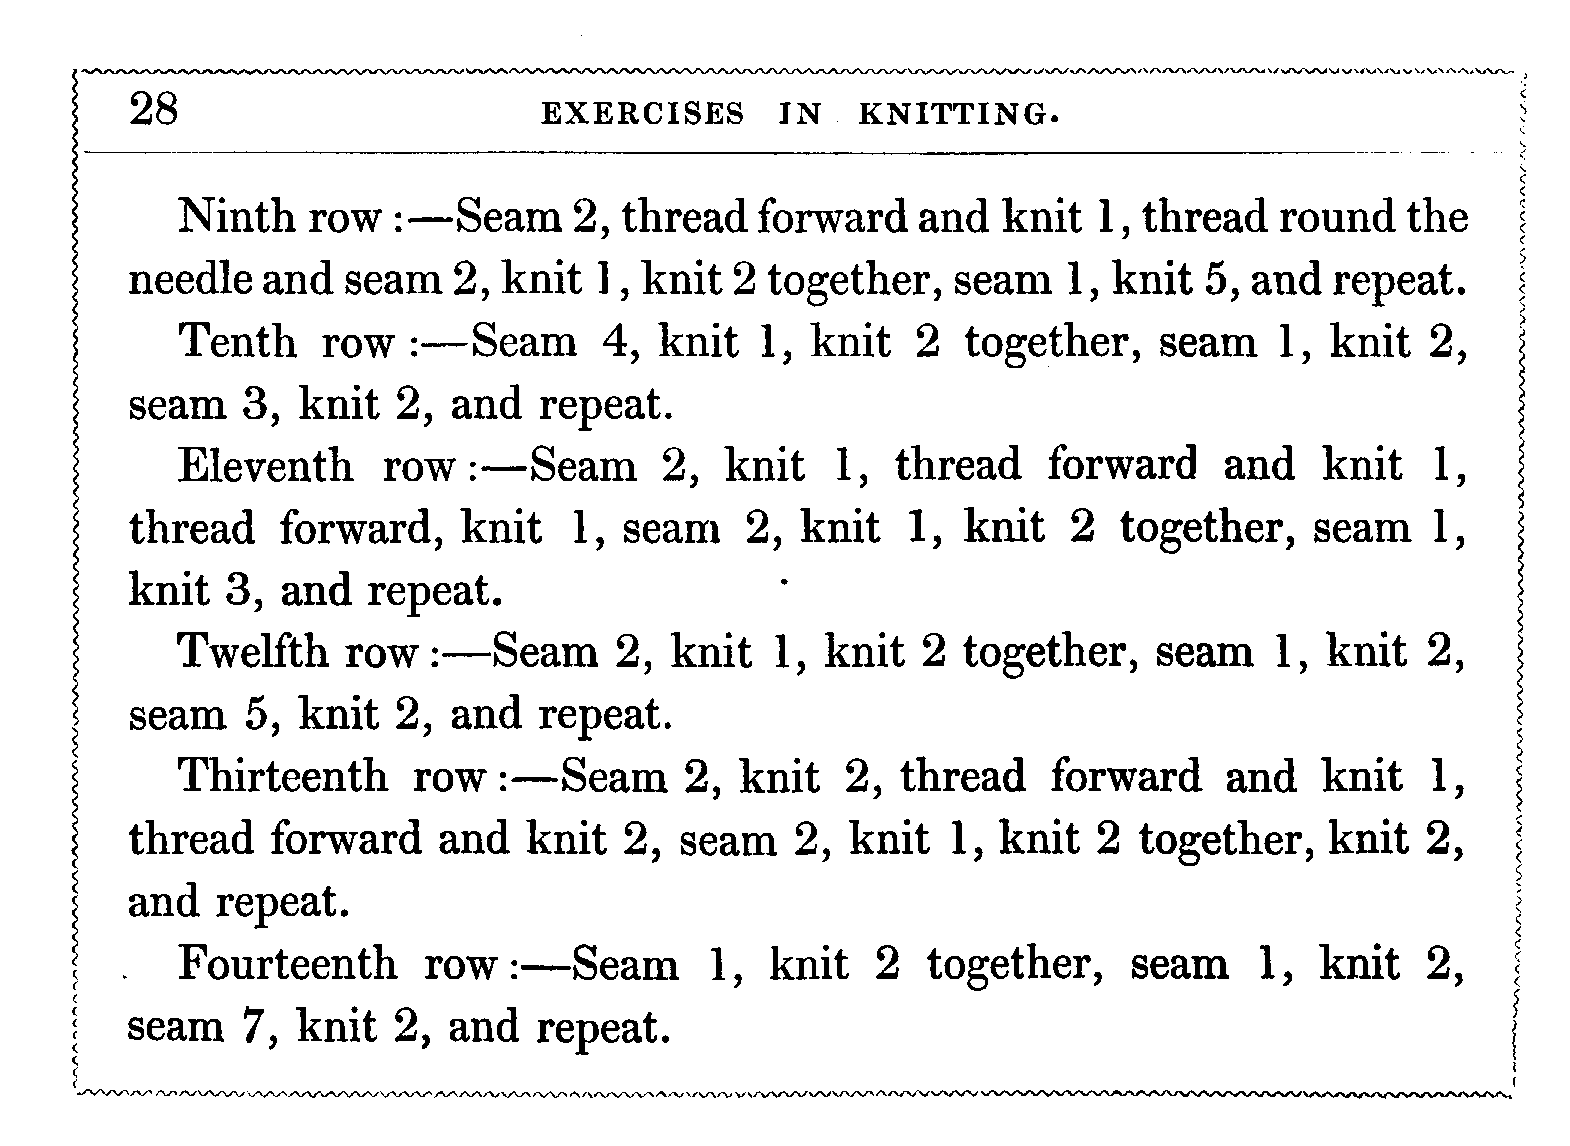 28 EXERCISES IN KNITTING.
Ninth row :—Seam 2, thread forward and knit 1, thread round the
needle and seam 2, knit 1, knit 2 together, seam 1, knit 5, and repeat.
Tenth row :—Seam 4, knit 1, knit 2 together, seam 1, knit 2,
seam 3, knit 2, and repeat.
Eleventh row :—Seam 2, knit 1, thread forward and knit 1,
thread forward, knit 1, seam 2, knit 1, knit 2 together, seam 1,
knit 3, and repeat.
Twelfth row :—Seam 2, knit 1, knit 2 together, seam 1, knit 2,
seam 5, knit 2, and repeat.
Thirteenth row :—Seam 2, knit 2, thread forward and knit 1,
thread forward and knit 2, seam 2, knit 1, knit 2 together, knit 2,
and repeat.
Fourteenth row :—Seam 1, knit 2 together, seam 1, knit 2,
seam 7, knit 2, and repeat.